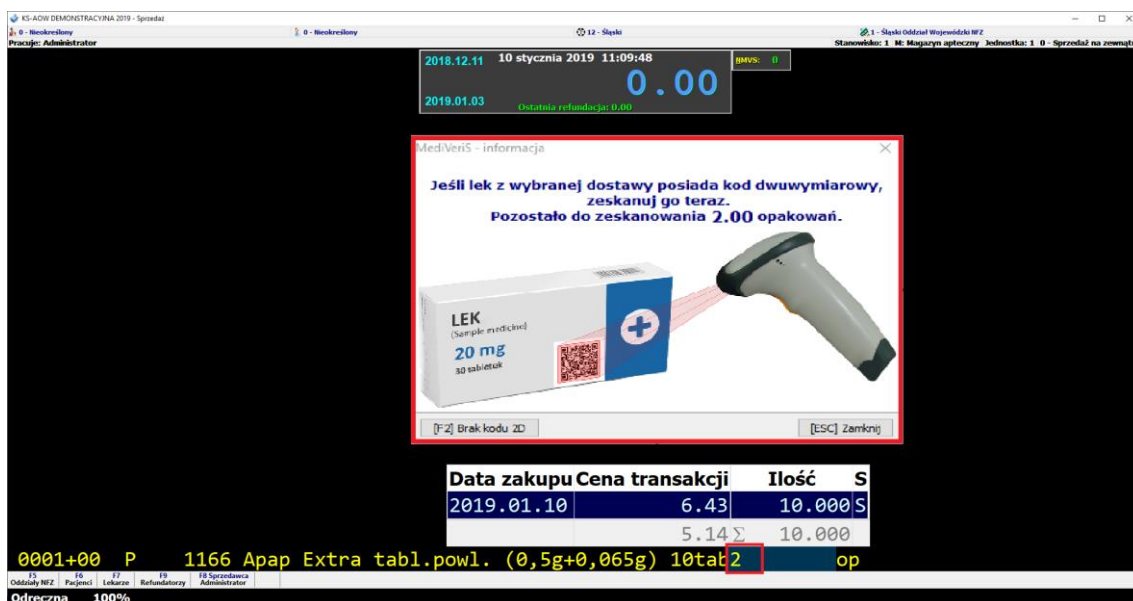 KS-AOW DEMONSTRACYJNA 2019 - Sprzedaż
0 - Nieokreślony 0 - Nieokreślony 12 - Śląski 1 - Śląski Oddział Wojewódzki NFZ
Pracuje: Administrator Stanowisko: 1 M: Magazyn apteczny Jednostka: 1 0 - Sprzedaż na zewnątr
2018.12.11 10 stycznia 2019 11:09:48 NMVS: 0
0.00
2019.01.03 Ostatnia refundacja: 0.00
MediVeriS - informacja
Jeśli lek z wybranej dostawy posiada kod dwuwymiarowy,
zeskanuj go teraz.
Pozostało do zeskanowania 2.00 opakowań.
LEK
(Sample medicine)
20 mg
30 tabletek
[F2] Brak kodu 2D [ESC] Zamknij
Data zakupu Cena transakcji Ilość S
2019.01.10 6.43 10.000 S
5.14 Σ 10.000
0001+00 P 1166 Apap Extra tabl.powl. (0,5g+0,065g) 10tab 2 op
F5 F6 F7 F9 F8 Sprzedawca
Oddziały NFZ Pacjenci Lekarze Refundatorzy Administrator
Odręczna 100%